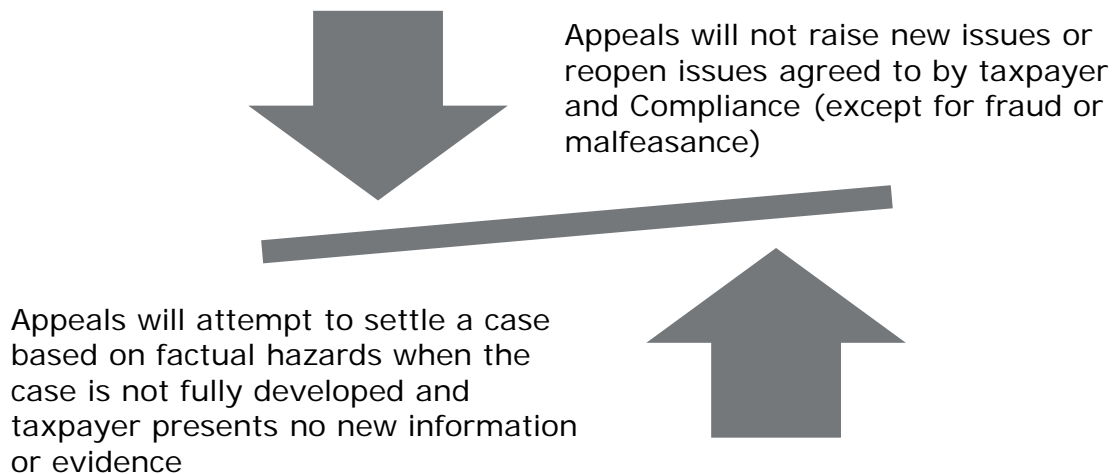 Appeals will not raise new issues or
reopen issues agreed to by taxpayer
and Compliance (except for fraud or
malfeasance)
Appeals will attempt to settle a case
based on factual hazards when the
case is not fully developed and
taxpayer presents no new information
or evidence